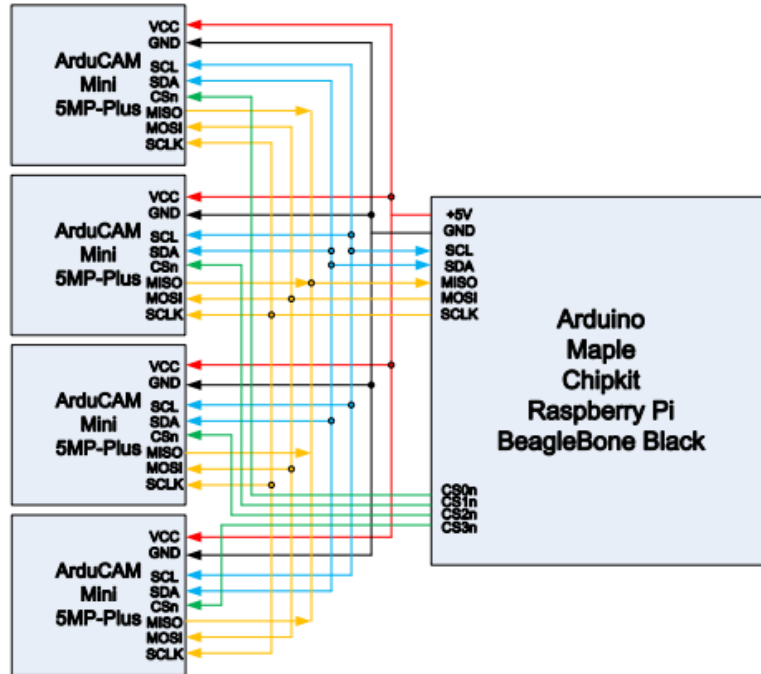 ArduCAM
Mini
5MP-Plus
VCC
GND
SCL
SDA
CSn
MISO
MOSI
SCLK
ArduCAM
Mini
5MP-Plus
VCC
GND
SCL
SDA
CSn
MISO
MOSI
SCLK
ArduCAM
Mini
5MP-Plus
VCC
GND
SCL
SDA
CSn
MISO
MOSI
SCLK
ArduCAM
Mini
5MP-Plus
VCC
GND
SCL
SDA
CSn
MISO
MOSI
SCLK
+5V
GND
SCL
SDA
MISO
MOSI
SCLK
Arduino
Maple
Chipkit
Raspberry Pi
BeagleBone Black
CS0n
CS1n
CS2n
CS3n